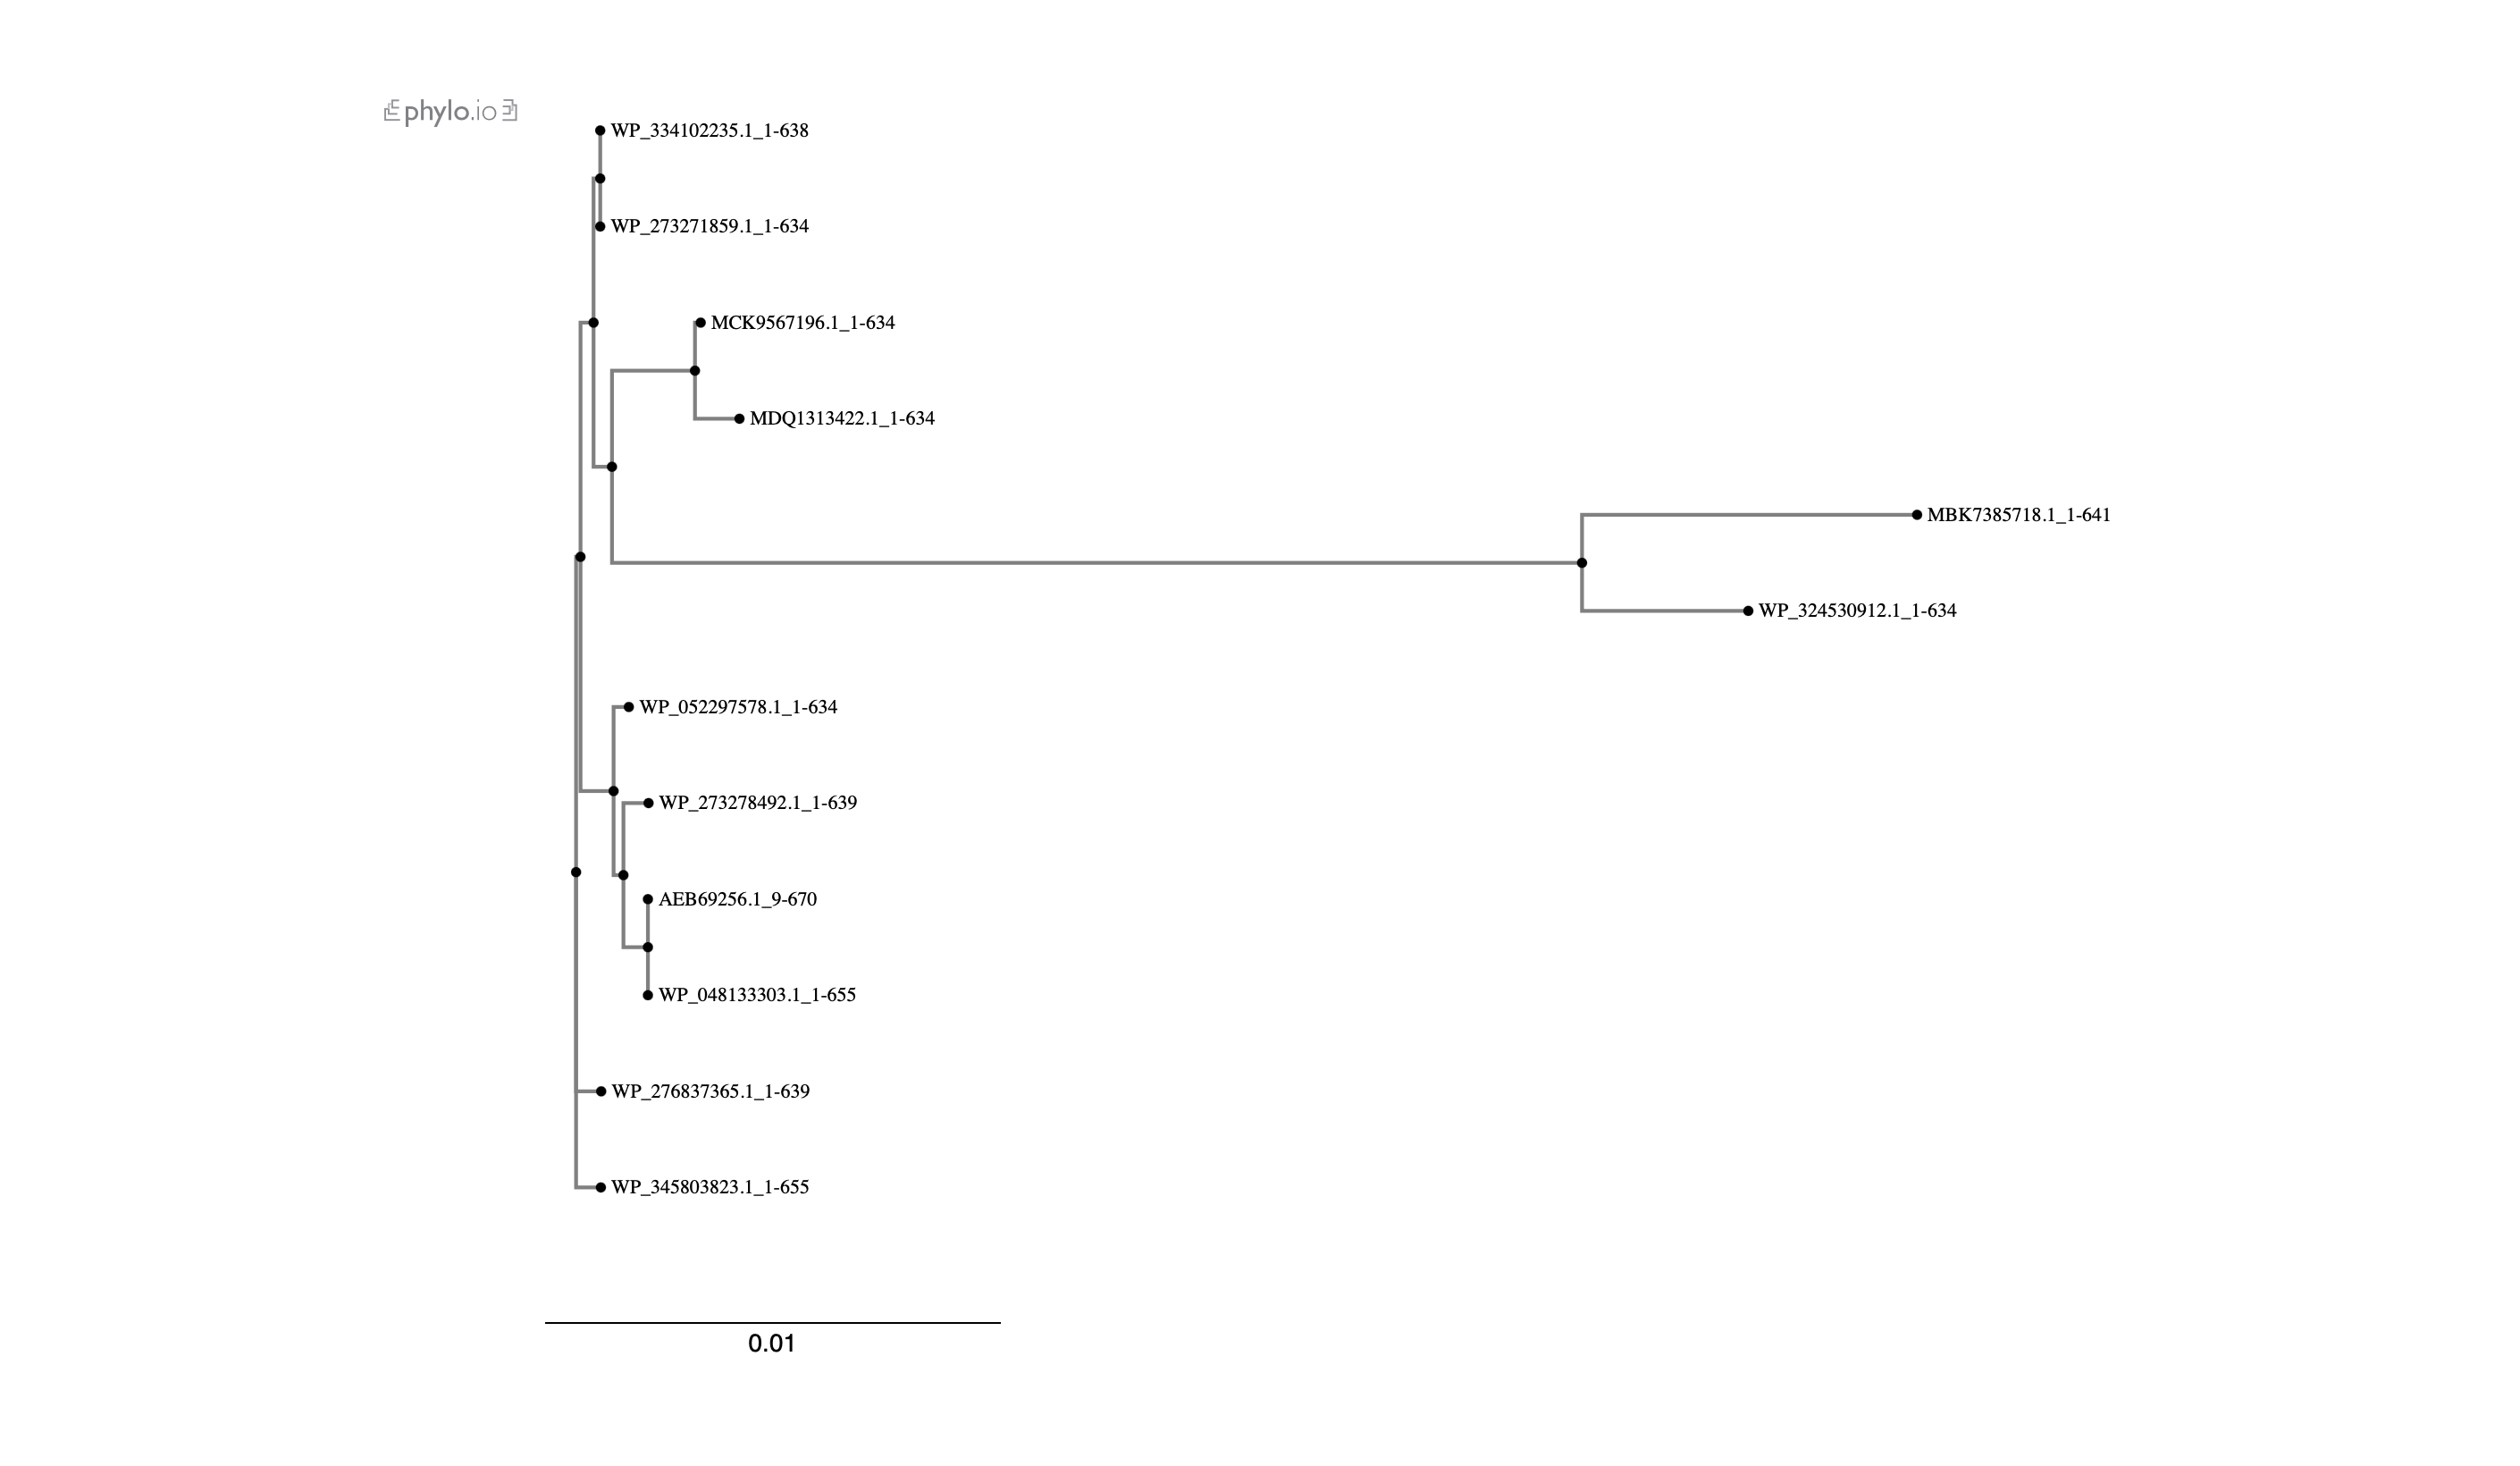 phylo.io
WP_334102235.1_1-638
WP_273271859.1_1-634
MCK9567196.1_1-634
MDQ1313422.1_1-634
MBK7385718.1_1-641
WP_324530912.1_1-634
WP_052297578.1_1-634
WP_273278492.1_1-639
AEB69256.1_9-670
WP_048133303.1_1-655
WP_276837365.1_1-639
WP_345803823.1_1-655
0.01